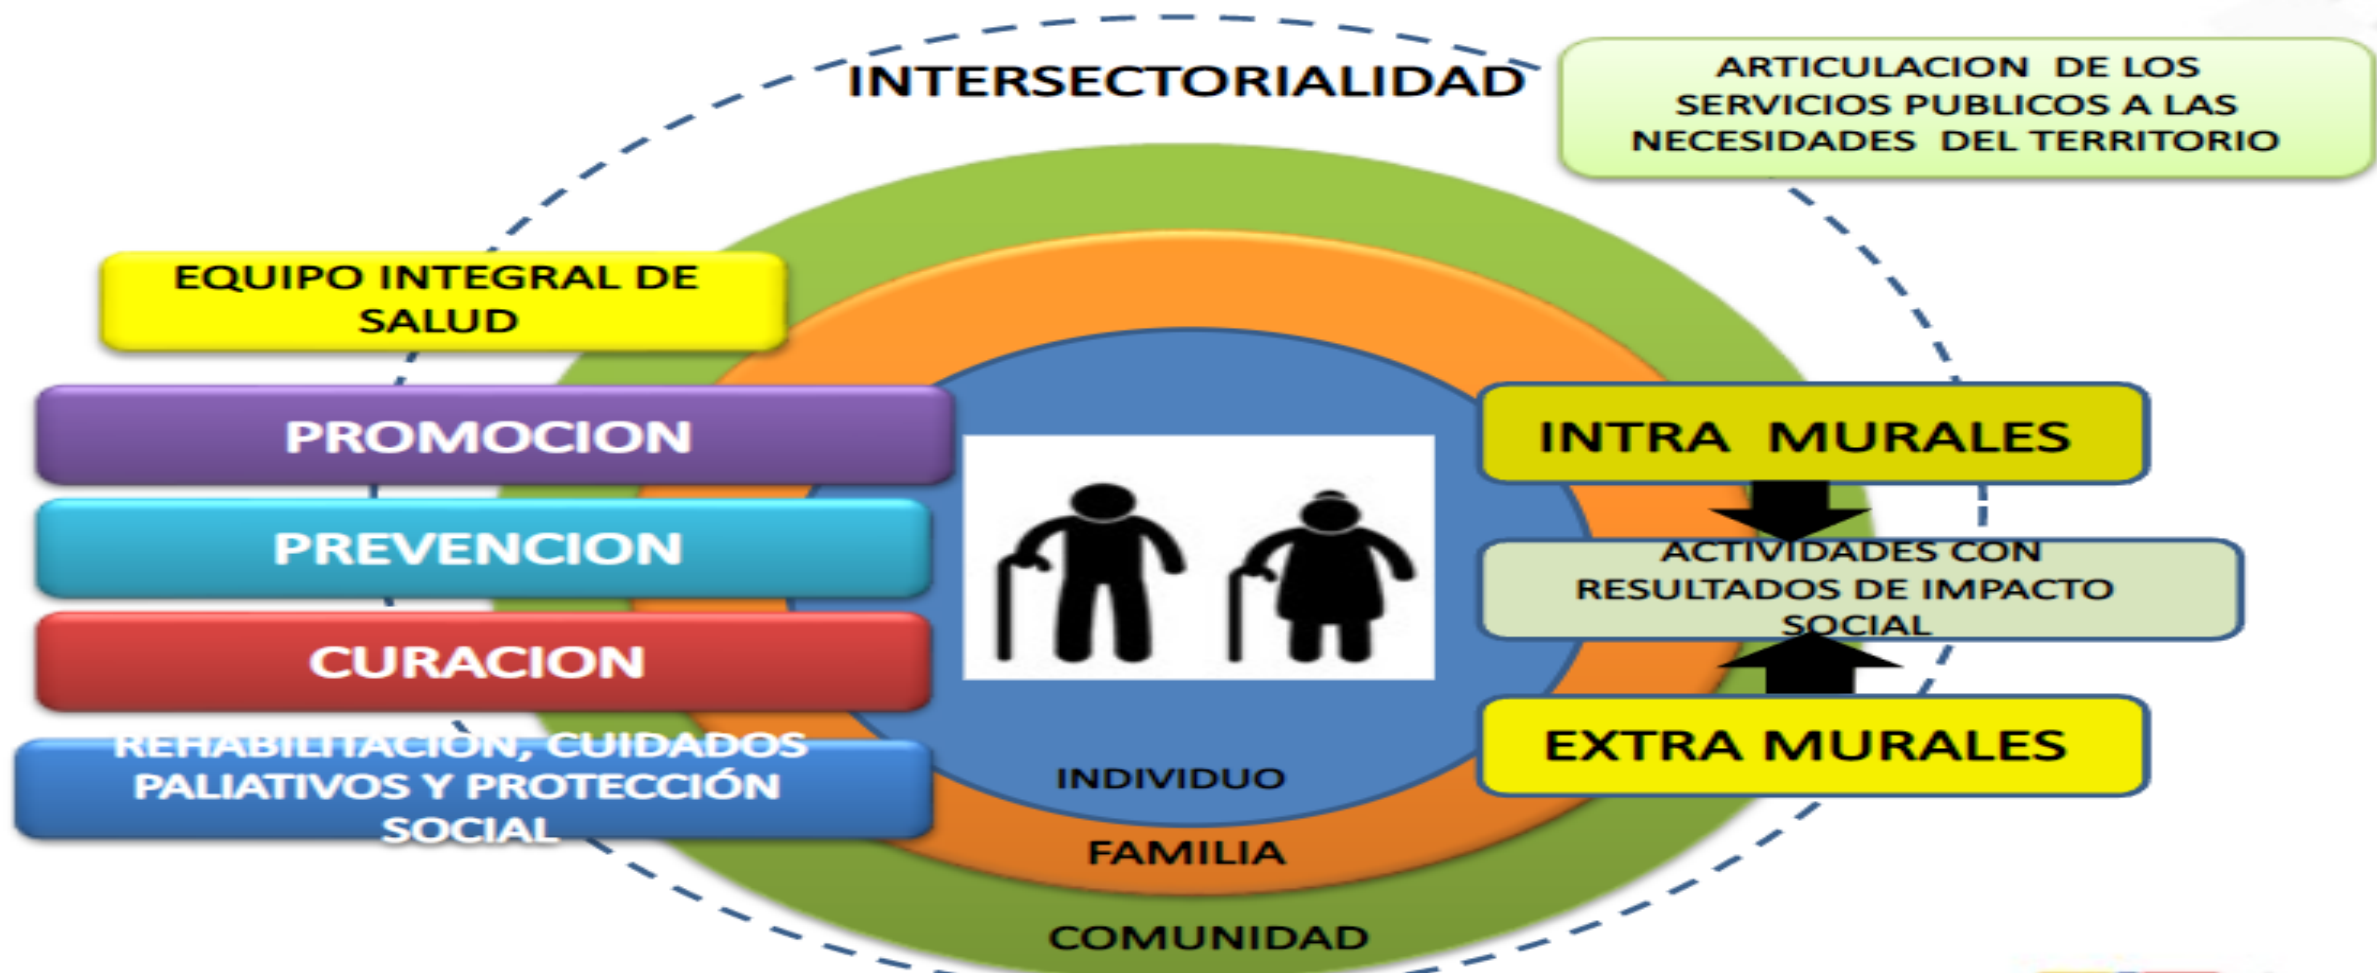 INTERSECTORIALIDAD
ARTICULACION DE LOS
SERVICIOS PUBLICOS A LAS
NECESIDADES DEL TERRITORIO
EQUIPO INTEGRAL DE
SALUD
PROMOCION
PREVENCION
CURACION
REHABILITACIÓN, CUIDADOS
PALIATIVOS Y PROTECCIÓN
SOCIAL
INTRA MURALES
ACTIVIDADES CON
RESULTADOS DE IMPACTO
SOCIAL
EXTRA MURALES
INDIVIDUO
FAMILIA
COMUNIDAD